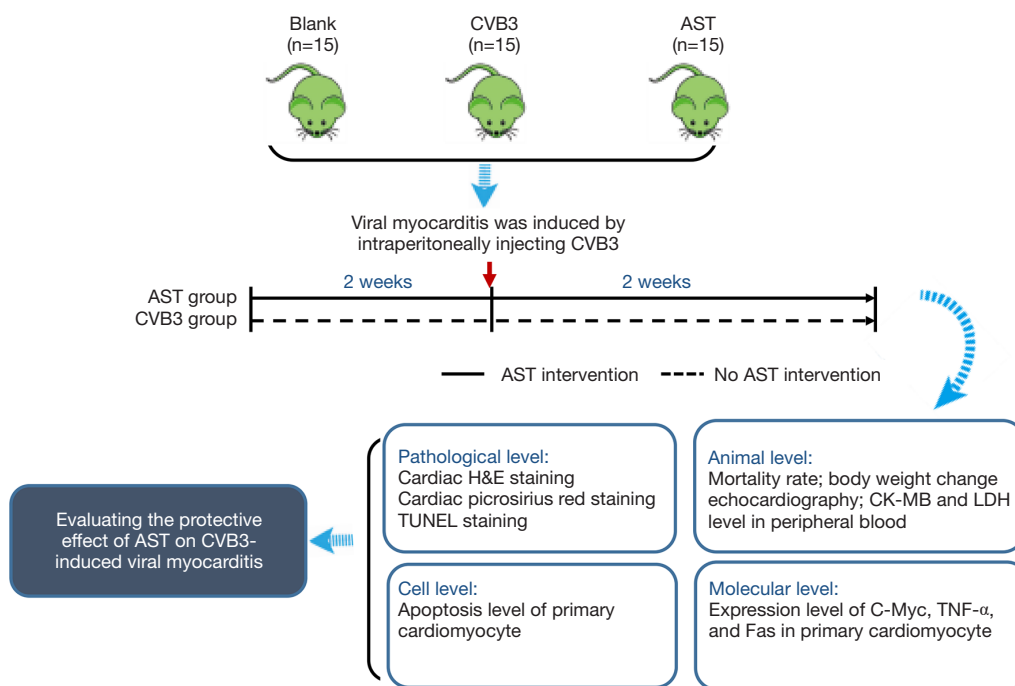 Blank
(n=15)
CVB3
(n=15)
AST
(n=15)
Viral myocarditis was induced by
intraperitoneally injecting CVB3
2 weeks
2 weeks
AST group
CVB3 group
AST intervention
No AST intervention
Pathological level:
Cardiac H&E staining
Cardiac picrosirius red staining
TUNEL staining
Animal level:
Mortality rate; body weight change
echocardiography; CK-MB and LDH
level in peripheral blood
Evaluating the protective
effect of AST on CVB3-
induced viral myocarditis
Cell level:
Apoptosis level of primary
cardiomyocyte
Molecular level:
Expression level of C-Myc, TNF-α,
and Fas in primary cardiomyocyte